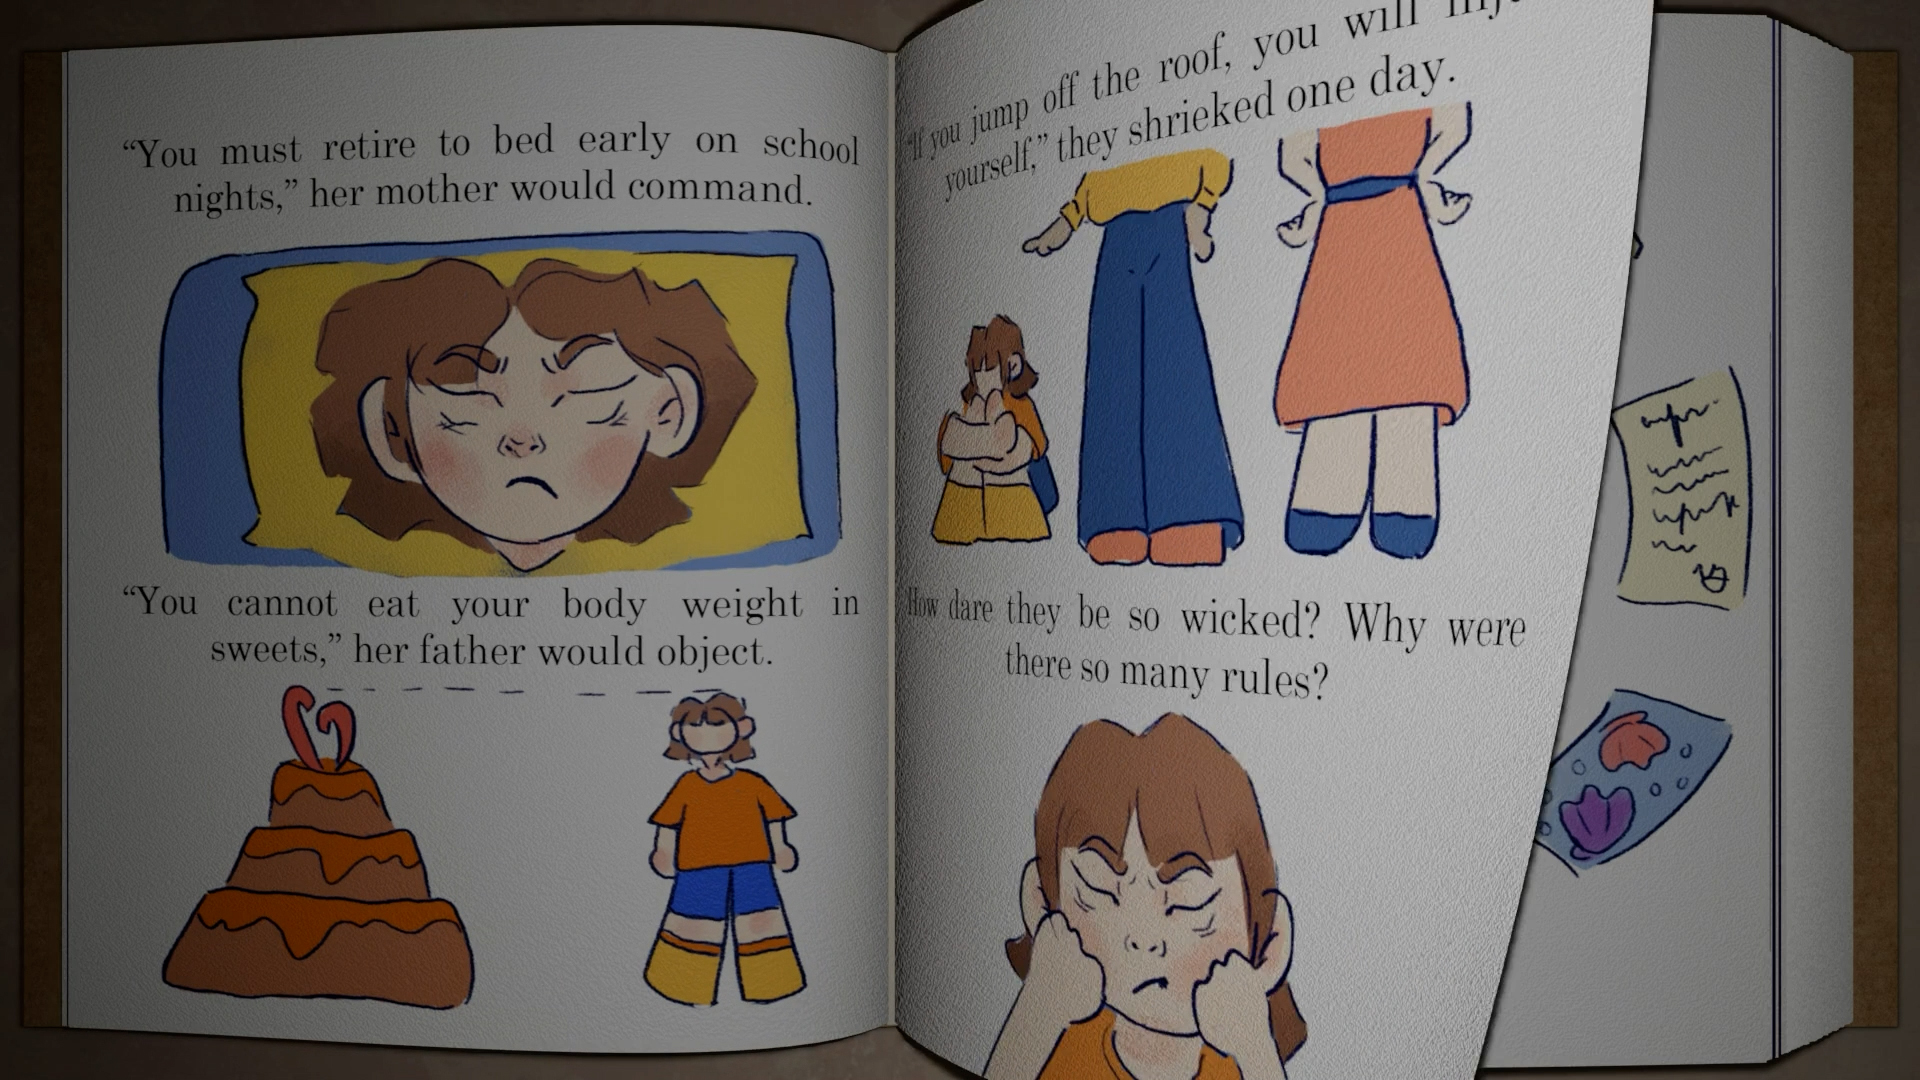 “You must retire to bed early on school
nights,” her mother would command.
“You cannot eat your body weight in
sweets,” her father would object.
“If you jump off the roof, you will
yourself,” they shrieked one day.
How dare they be so wicked? Why were
there so many rules?